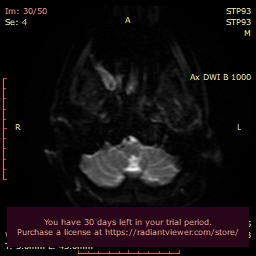 Im: 30/50
Se: 4
A
STP93
STP93
M
Ax DWI B 1000
R
L
You have 30 days left in your trial period.
Purchase a license at https://radiantviewer.com/store/